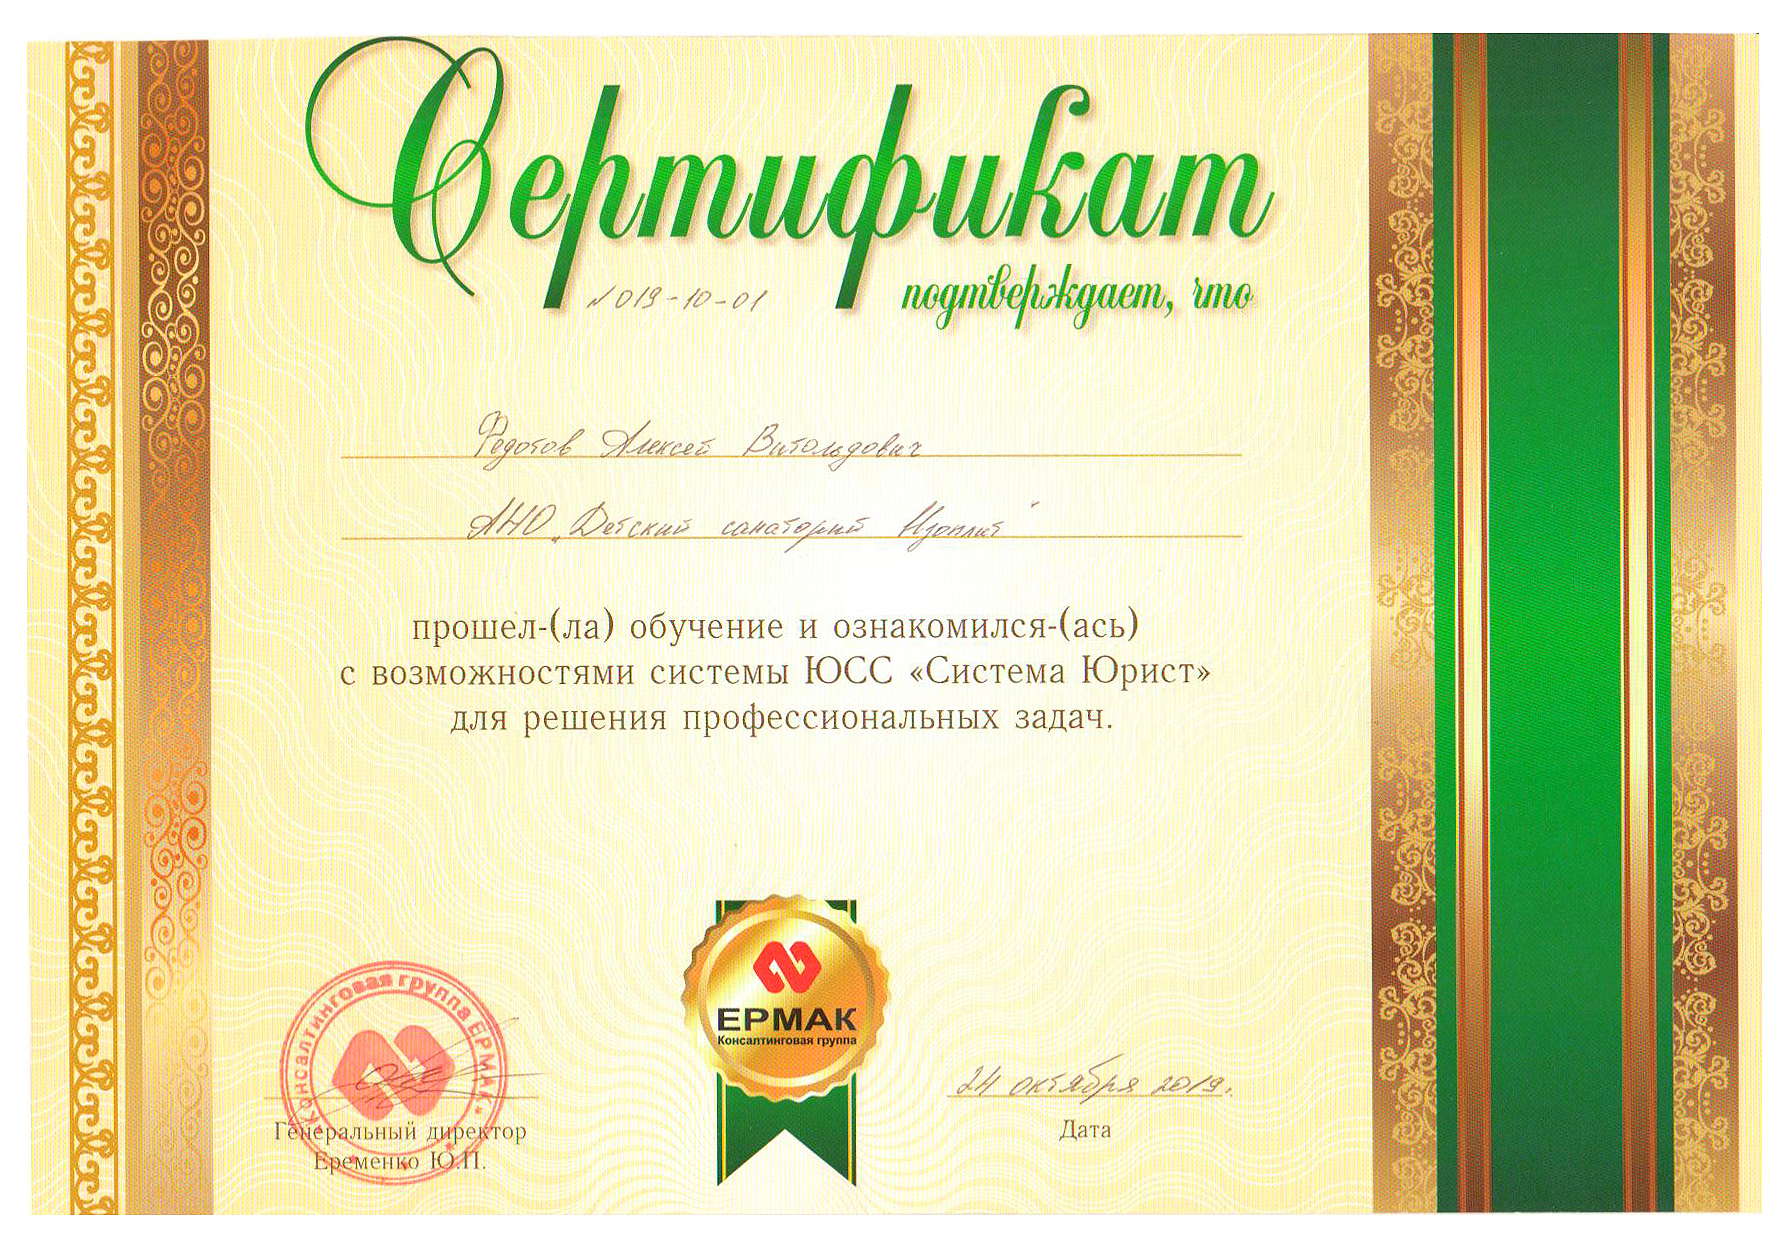 Сертификат
№019-10-01
подтверждает, что
Федотов Алексей Витольдович
АНО „Детский санаторий Изоплит"
прошел-(ла) обучение и ознакомился-(ась)
с возможностями системы ЮСС «Система Юрист»
для решения профессиональных задач.
ЕРМАК
Консалтинговая группа
«Консалтинговая группа ЕРМАК»
24 октября 2019.
Генеральный директор
Дата
Еременко Ю.П.